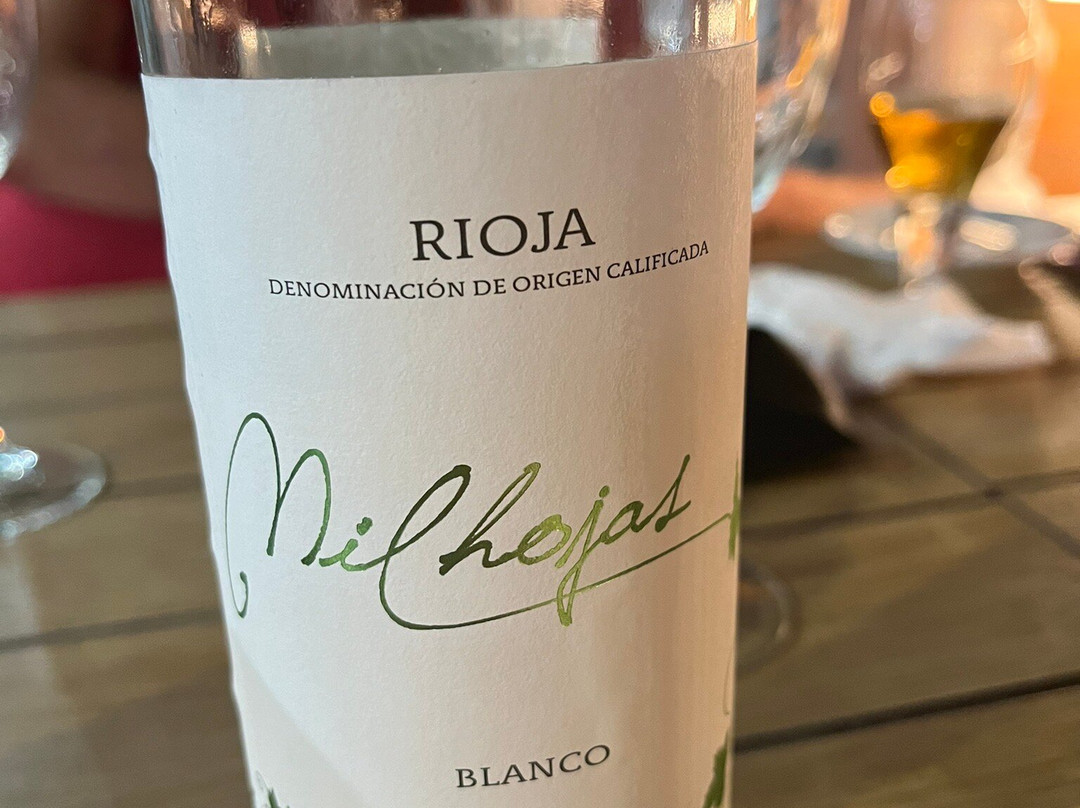 RIOJA
DENOMINACIÓN DE ORIGEN CALIFICADA
Milhojas
BLANCO